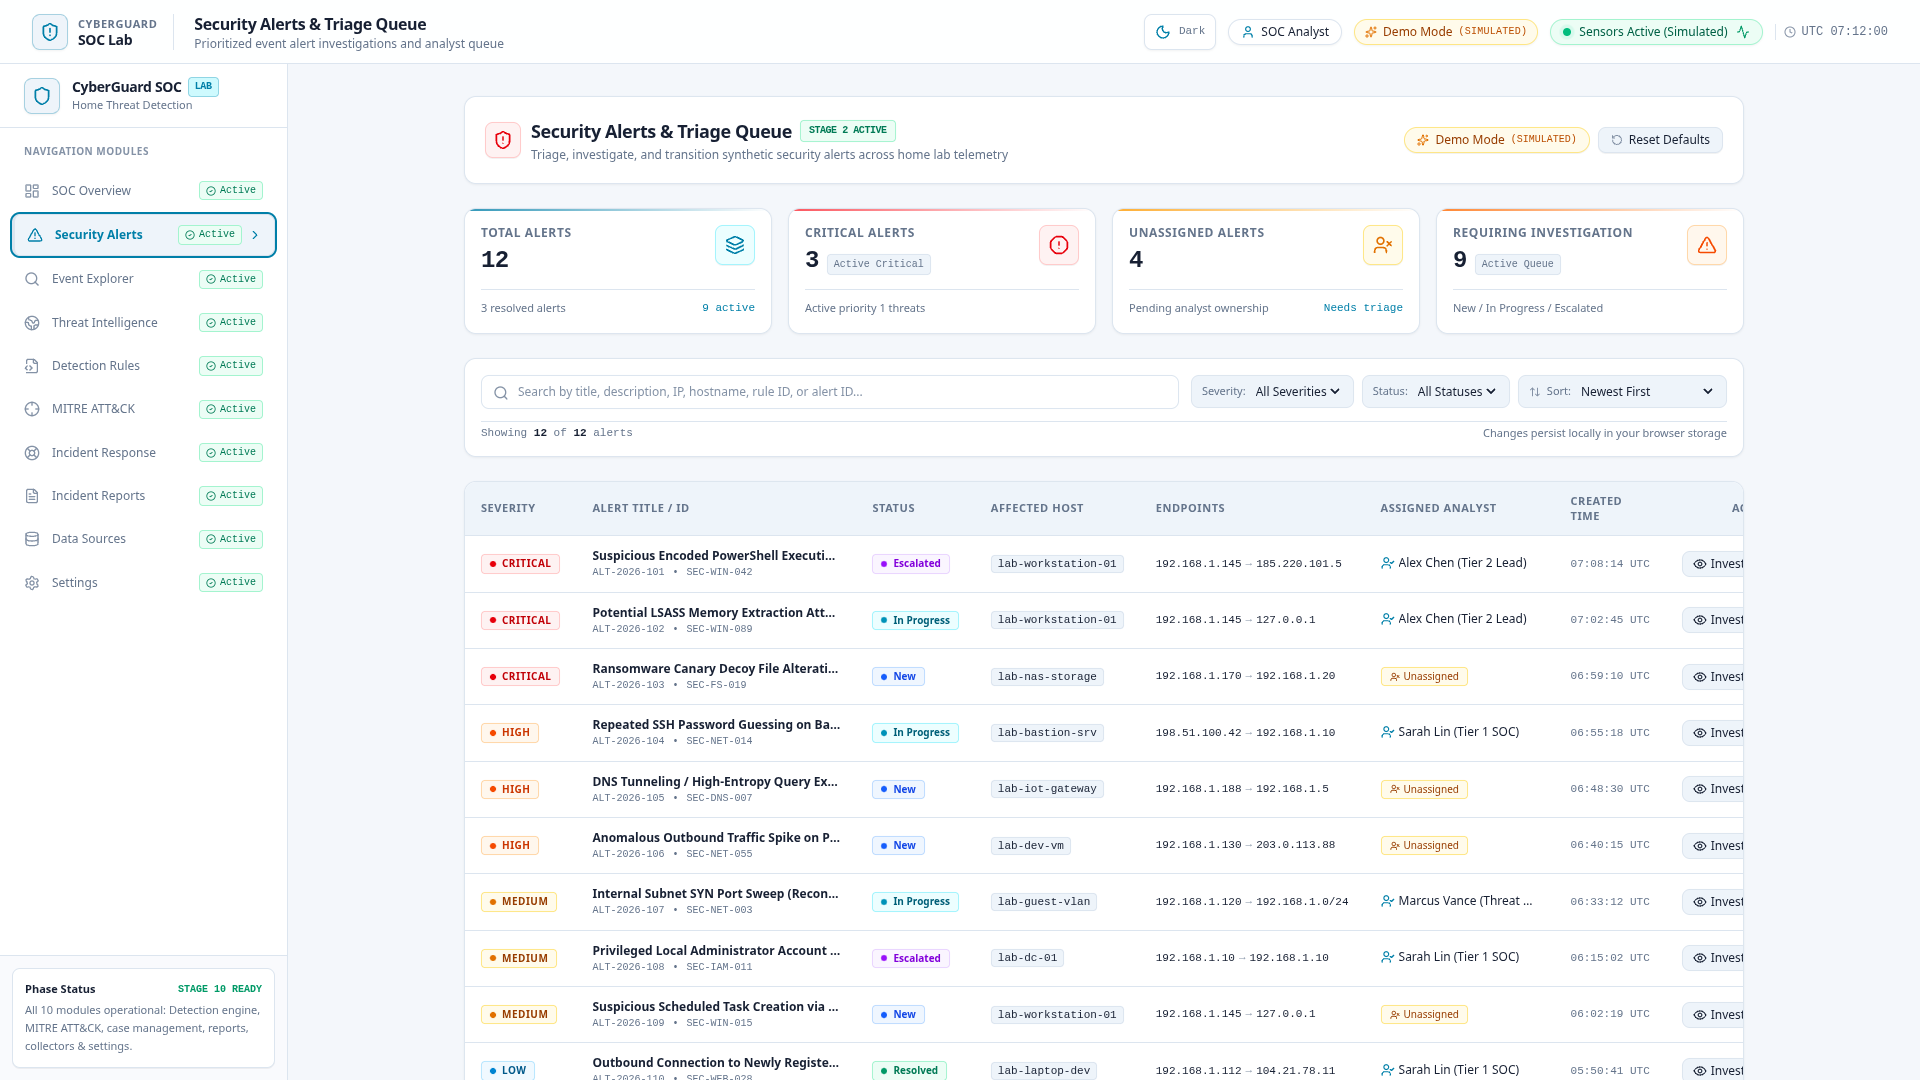 CYBERGUARD
SOC Lab
Security Alerts & Triage Queue
Prioritized event alert investigations and analyst queue
Dark
SOC Analyst
Demo Mode (SIMULATED)
Sensors Active (Simulated)
UTC 07:12:00
CyberGuard SOC LAB
Home Threat Detection
NAVIGATION MODULES
SOC Overview Active
Security Alerts Active
Event Explorer Active
Threat Intelligence Active
Detection Rules Active
MITRE ATT&CK Active
Incident Response Active
Incident Reports Active
Data Sources Active
Settings Active
Phase Status STAGE 10 READY
All 10 modules operational: Detection engine,
MITRE ATT&CK, case management, reports,
collectors & settings.
Security Alerts & Triage Queue STAGE 2 ACTIVE
Triage, investigate, and transition synthetic security alerts across home lab telemetry
Demo Mode (SIMULATED)
Reset Defaults
TOTAL ALERTS
12
3 resolved alerts 9 active
CRITICAL ALERTS
3 Active Critical
Active priority 1 threats
UNASSIGNED ALERTS
4
Pending analyst ownership Needs triage
REQUIRING INVESTIGATION
9 Active Queue
New / In Progress / Escalated
Search by title, description, IP, hostname, rule ID, or alert ID...
Severity: All Severities
Status: All Statuses
Sort: Newest First
Showing 12 of 12 alerts
Changes persist locally in your browser storage
SEVERITY ALERT TITLE / ID STATUS AFFECTED HOST ENDPOINTS ASSIGNED ANALYST CREATED TIME AC
CRITICAL Suspicious Encoded PowerShell Executi... Escalated lab-workstation-01 192.168.1.145 → 185.220.101.5 Alex Chen (Tier 2 Lead) 07:08:14 UTC Invest
ALT-2026-101 • SEC-WIN-042
CRITICAL Potential LSASS Memory Extraction Att... In Progress lab-workstation-01 192.168.1.145 → 127.0.0.1 Alex Chen (Tier 2 Lead) 07:02:45 UTC Invest
ALT-2026-102 • SEC-WIN-089
CRITICAL Ransomware Canary Decoy File Alterati... New lab-nas-storage 192.168.1.170 → 192.168.1.20 Unassigned 06:59:10 UTC Invest
ALT-2026-103 • SEC-FS-019
HIGH Repeated SSH Password Guessing on Ba... In Progress lab-bastion-srv 198.51.100.42 → 192.168.1.10 Sarah Lin (Tier 1 SOC) 06:55:18 UTC Invest
ALT-2026-104 • SEC-NET-014
HIGH DNS Tunneling / High-Entropy Query Ex... New lab-iot-gateway 192.168.1.188 → 192.168.1.5 Unassigned 06:48:30 UTC Invest
ALT-2026-105 • SEC-DNS-007
HIGH Anomalous Outbound Traffic Spike on P... New lab-dev-vm 192.168.1.130 → 203.0.113.88 Unassigned 06:40:15 UTC Invest
ALT-2026-106 • SEC-NET-055
MEDIUM Internal Subnet SYN Port Sweep (Recon... In Progress lab-guest-vlan 192.168.1.120 → 192.168.1.0/24 Marcus Vance (Threat ... 06:33:12 UTC Invest
ALT-2026-107 • SEC-NET-003
MEDIUM Privileged Local Administrator Account ... Escalated lab-dc-01 192.168.1.10 → 192.168.1.10 Sarah Lin (Tier 1 SOC) 06:15:02 UTC Invest
ALT-2026-108 • SEC-IAM-011
MEDIUM Suspicious Scheduled Task Creation via ... New lab-workstation-01 192.168.1.145 → 127.0.0.1 Unassigned 06:02:19 UTC Invest
ALT-2026-109 • SEC-WIN-015
LOW Outbound Connection to Newly Registe... Resolved lab-laptop-dev 192.168.1.112 → 104.21.78.11 Sarah Lin (Tier 1 SOC) 05:50:41 UTC Invest
ALT-2026-110 • SEC-WEB-028